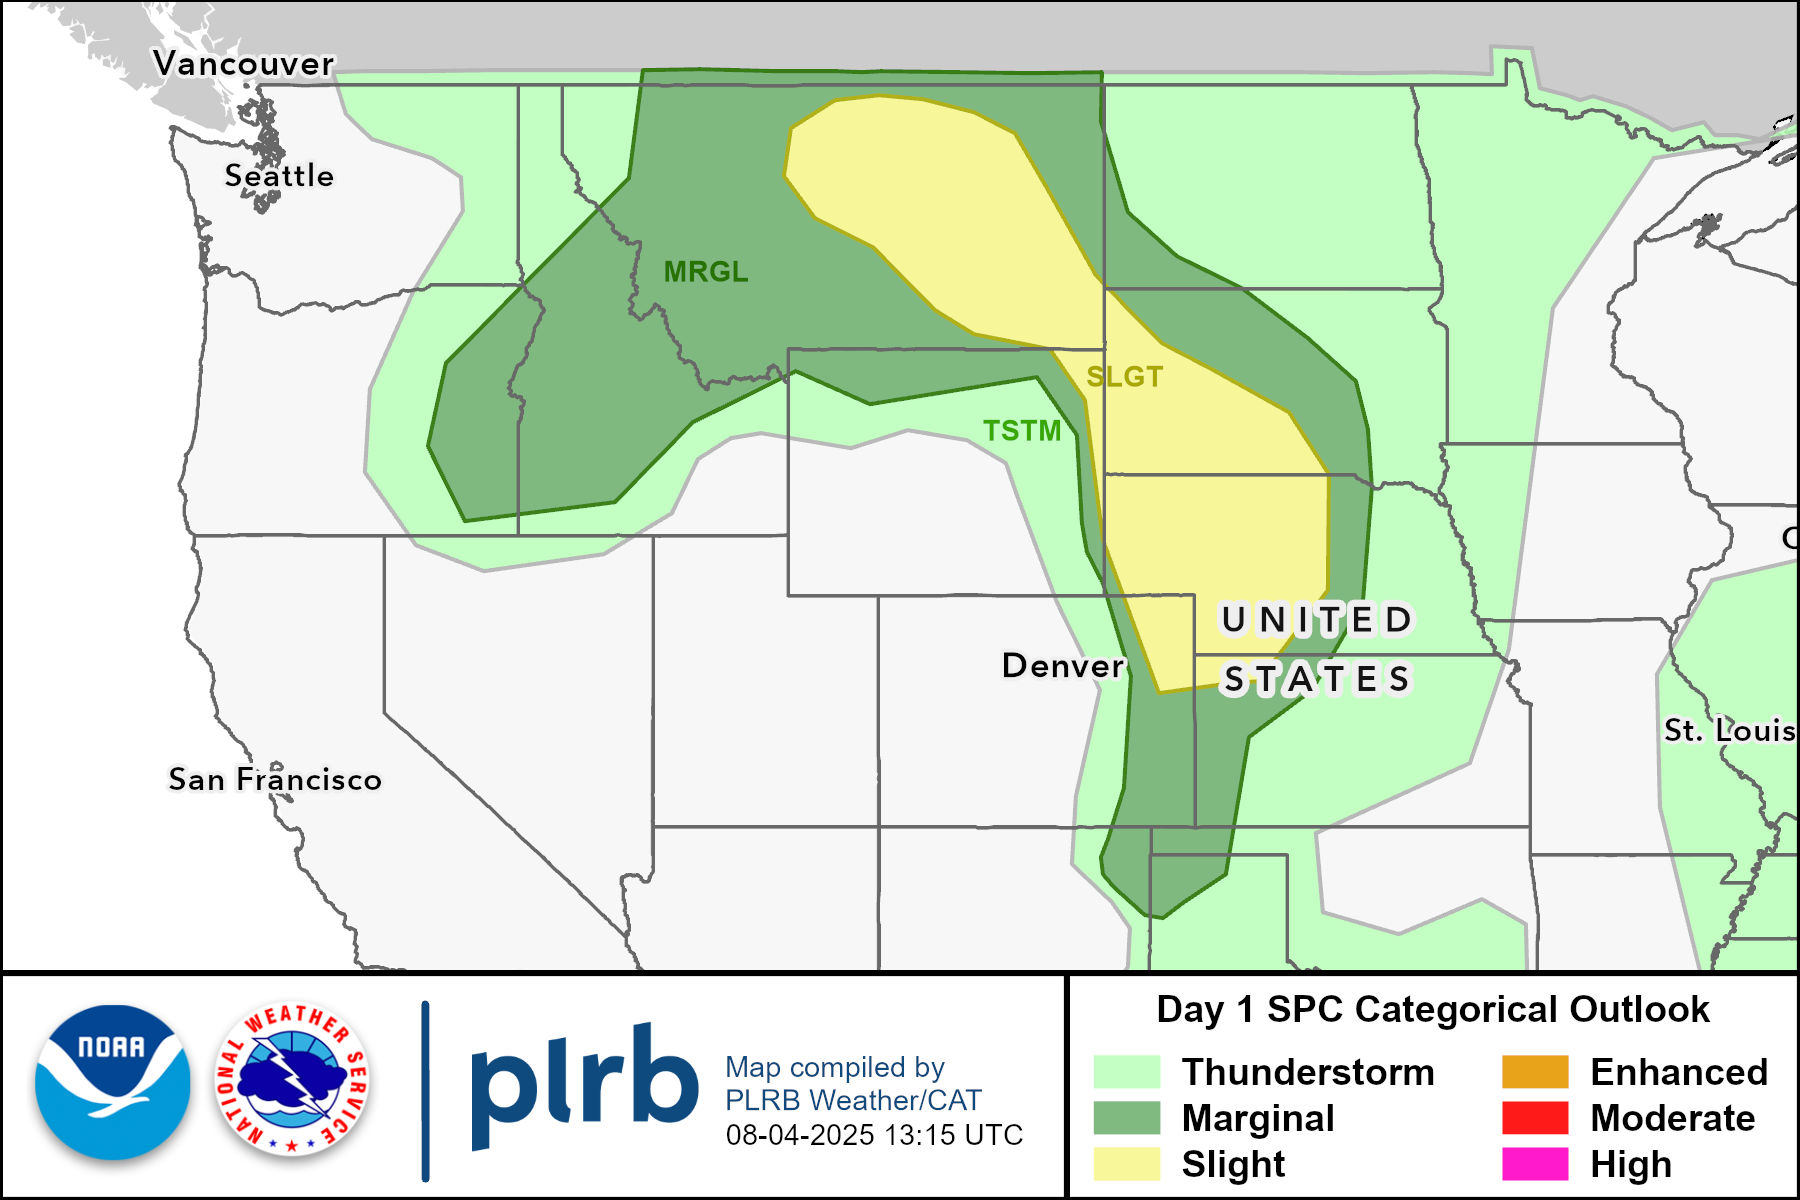 Vancouver
Seattle
MRGL
SLGT
TSTM
UNITED
STATES
Denver
St. Louis
San Francisco
NOAA
NATIONAL WEATHER SERVICE
plrb
Map compiled by
PLRB Weather/CAT
08-04-2025 13:15 UTC
Day 1 SPC Categorical Outlook
Thunderstorm
Marginal
Slight
Enhanced
Moderate
High